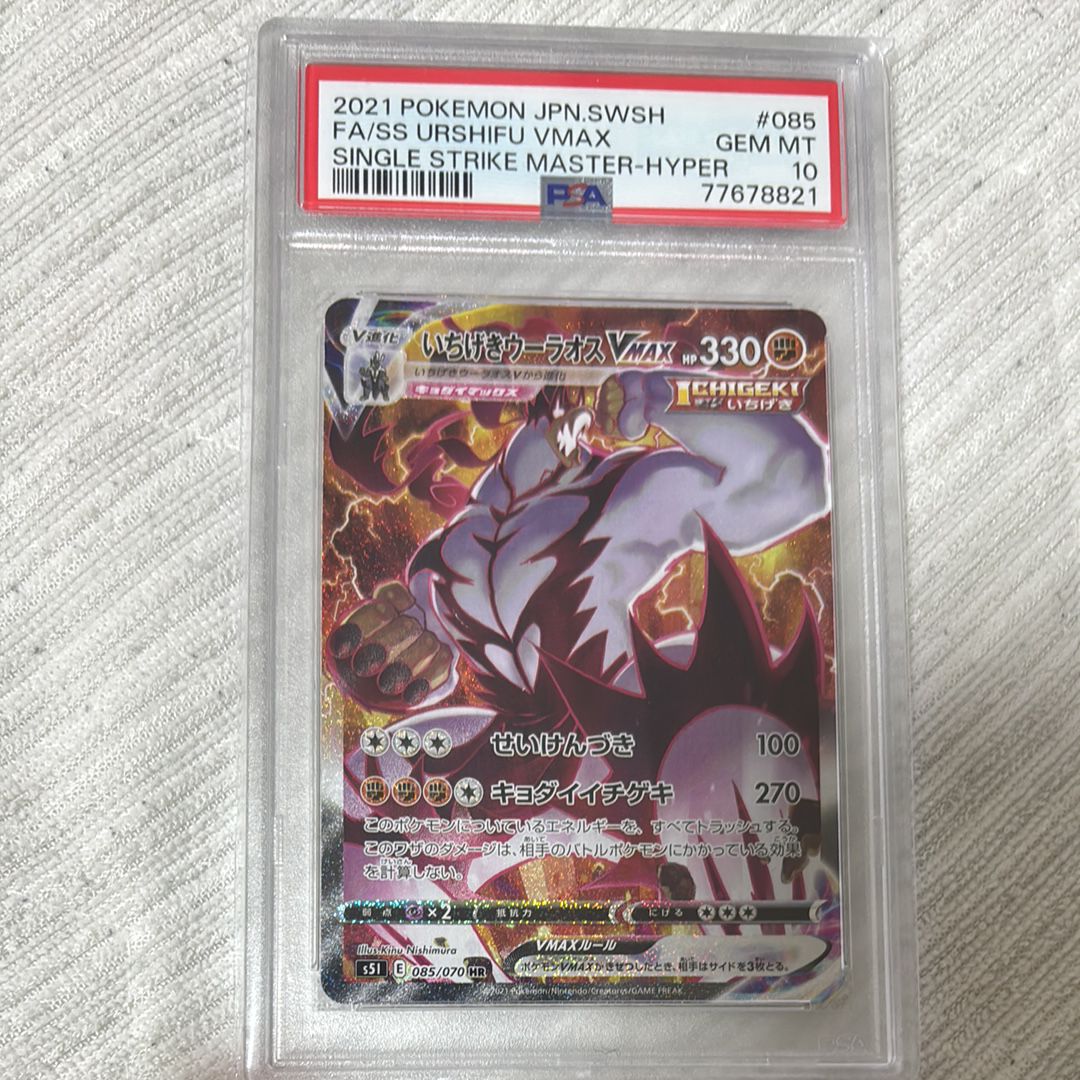 2021 POKEMON JPN.SWSH #085
FA/SS URSHIFU VMAX GEM MT
SINGLE STRIKE MASTER-HYPER 10
PSA 77678821
V進化 いちげきウーラオス VMAX HP 330
いちげきウーラオスVから進化
キョダイマックス
ICHIGEKI
いちげき
せいけんづき 100
キョダイイチゲキ 270
このポケモンについているエネルギーを、すべてトラッシュする。
このワザのダメージは、相手のバトルポケモンにかかっている効果
を計算しない。
弱点 ×2 抵抗力 にげる
Illus. Kinu Nishimura
VMAXルール
ポケモンVMAXがきぜつしたとき、相手はサイドを3枚とる。
s5I E 085/070 HR
©2021 Pokémon/Nintendo/Creatures/GAME FREAK.
PSA